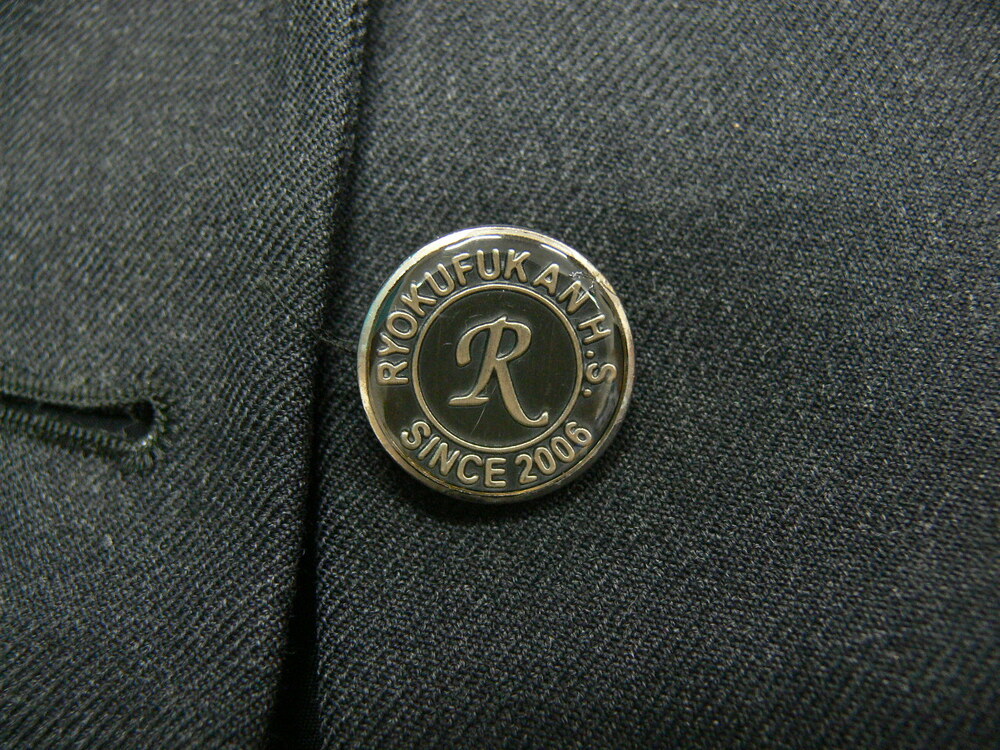 RYOKUFUKAN H.S.
R
SINCE 2006